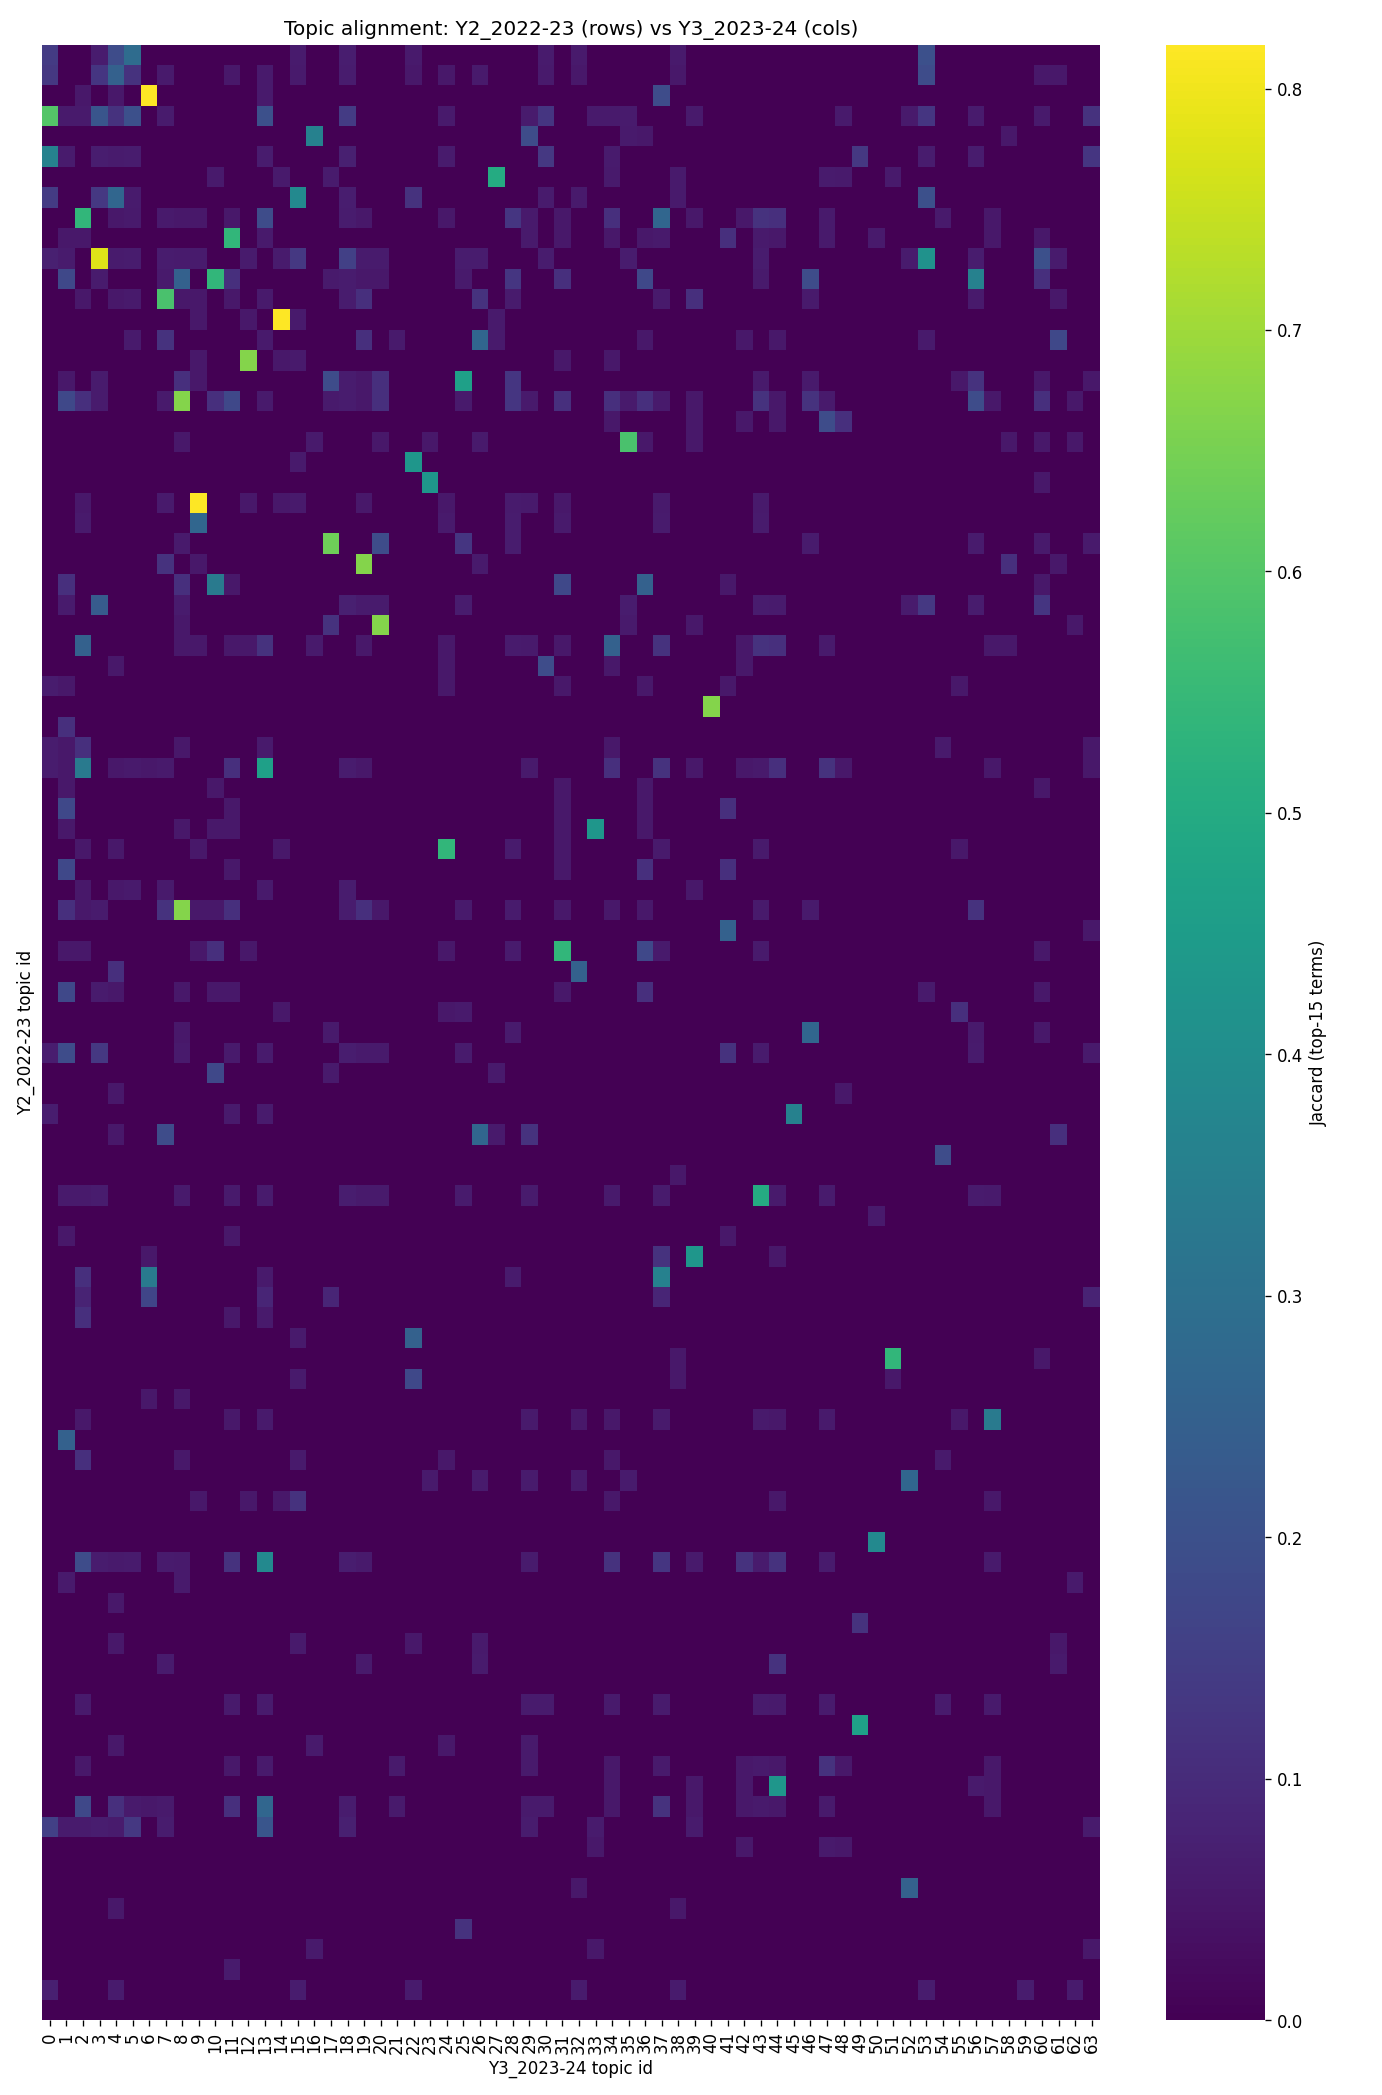 Topic alignment: Y2_2022-23 (rows) vs Y3_2023-24 (cols)
Y2_2022-23 topic id
0 1 2 3 4 5 6 7 8 9 10 11 12 13 14 15 16 17 18 19 20 21 22 23 24 25 26 27 28 29 30 31 32 33 34 35 36 37 38 39 40 41 42 43 44 45 46 47 48 49 50 51 52 53 54 55 56 57 58 59 60 61 62 63
Y3_2023-24 topic id
0.8
0.7
0.6
0.5
0.4
0.3
0.2
0.1
0.0
Jaccard (top-15 terms)